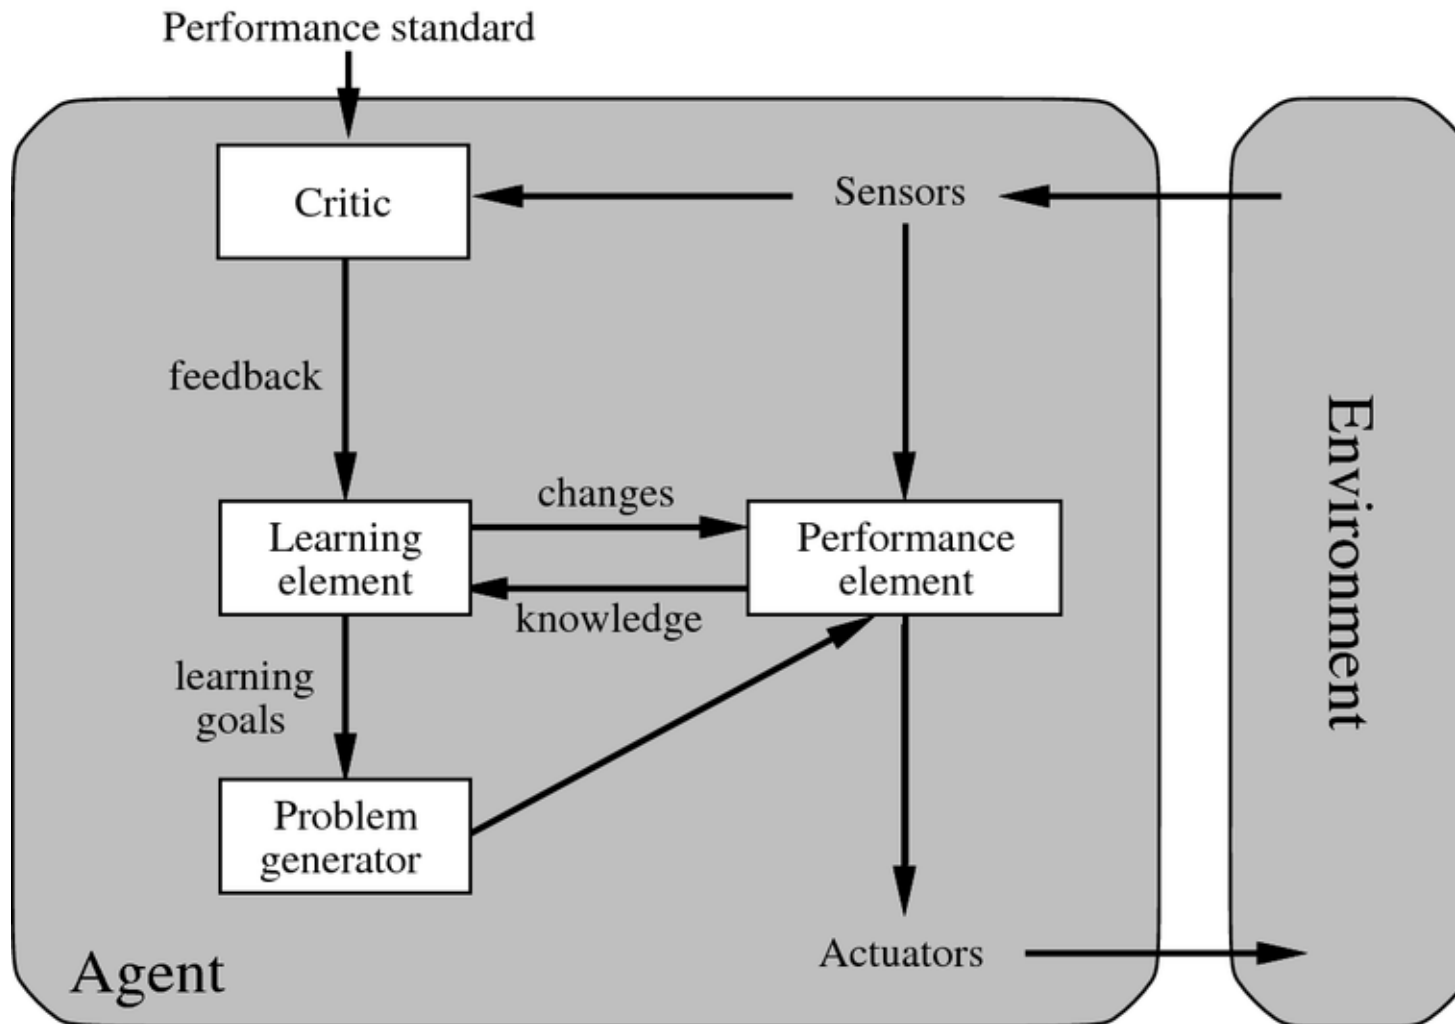 Performance standard
Critic
Sensors
feedback
changes
Learning
element
Performance
element
knowledge
learning
goals
Problem
generator
Agent
Actuators
Environment